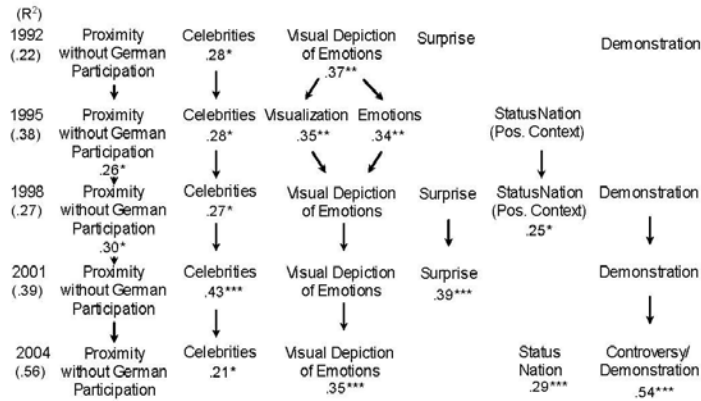 (R²)
1992 Proximity Celebrities Visual Depiction Surprise Demonstration
(.22) without German .28* of Emotions
Participation .37**
1995 Proximity Celebrities Visualization Emotions StatusNation
(.38) without German .28* .35** .34** (Pos. Context)
Participation
.26*
1998 Proximity Celebrities Visual Depiction Surprise StatusNation Demonstration
(.27) without German .27* of Emotions (Pos. Context)
Participation .25*
.30*
2001 Proximity Celebrities Visual Depiction Surprise Demonstration
(.39) without German .43*** of Emotions .39***
Participation
2004 Proximity Celebrities Visual Depiction Status Controversy/
(.56) without German .21* of Emotions Nation Demonstration
Participation .35*** .29*** .54***